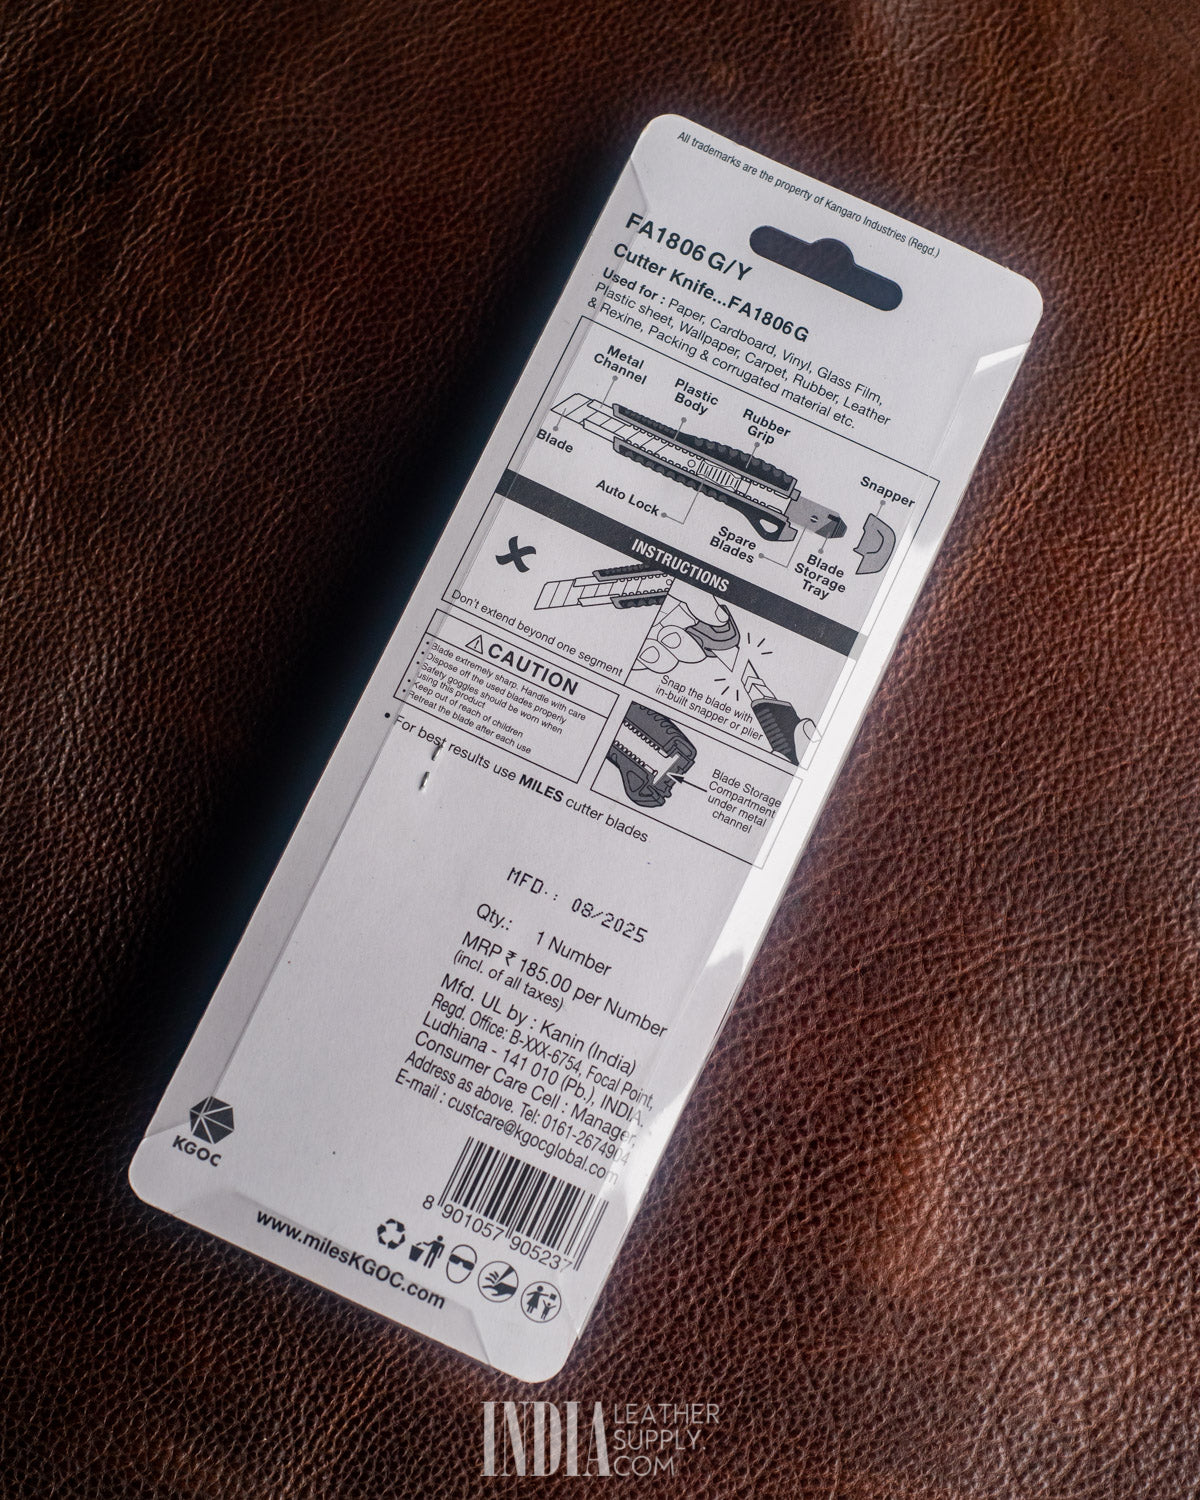 All trademarks are the property of Kangaro Industries (Regd.)
FA1806G/Y
Cutter Knife...FA1806G
Used for : Paper, Cardboard, Vinyl, Glass Film,
Plastic sheet, Wallpaper, Carpet, Rubber, Leather
& Rexine, Packing & corrugated material etc.
Metal
Channel
Plastic
Body
Rubber
Grip
Blade
Snapper
Auto Lock
Spare
Blades
Blade
Storage
Tray
INSTRUCTIONS
Don't extend beyond one segment
Snap the blade with
in-built snapper or plier
CAUTION
• Blade extremely sharp. Handle with care
• Dispose off the used blades properly
• Safety goggles should be worn when
using this product
• Keep out of reach of children
• Retreat the blade after each use
Blade Storage
Compartment
under metal
channel
• For best results use MILES cutter blades
MFD.: 08/2025
Qty.: 1 Number
MRP ₹ 185.00 per Number
(incl. of all taxes)
Mfd. UL by : Kanin (India)
Regd. Office: B-XXX-6754, Focal Point,
Ludhiana - 141 010 (Pb.), INDIA.
Consumer Care Cell : Manager,
Address as above. Tel: 0161-2674904
E-mail : custcare@kgocglobal.com
8 901057 905237
KGOC
www.milesKGOC.com
INDIA LEATHER
SUPPLY.
COM